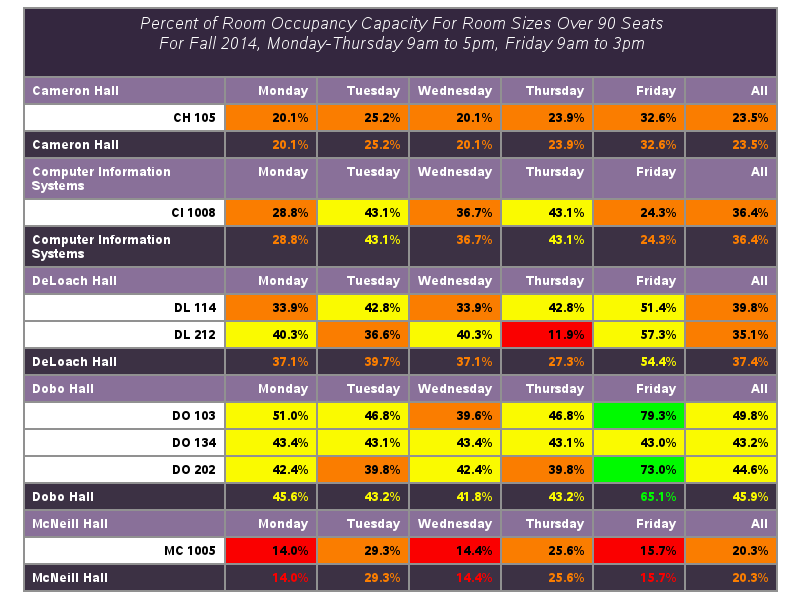 Percent of Room Occupancy Capacity For Room Sizes Over 90 Seats
For Fall 2014, Monday-Thursday 9am to 5pm, Friday 9am to 3pm
Cameron Hall Monday Tuesday Wednesday Thursday Friday All
CH 105 20.1% 25.2% 20.1% 23.9% 32.6% 23.5%
Cameron Hall 20.1% 25.2% 20.1% 23.9% 32.6% 23.5%
Computer Information Monday Tuesday Wednesday Thursday Friday All
Systems
CI 1008 28.8% 43.1% 36.7% 43.1% 24.3% 36.4%
Computer Information 28.8% 43.1% 36.7% 43.1% 24.3% 36.4%
Systems
DeLoach Hall Monday Tuesday Wednesday Thursday Friday All
DL 114 33.9% 42.8% 33.9% 42.8% 51.4% 39.8%
DL 212 40.3% 36.6% 40.3% 11.9% 57.3% 35.1%
DeLoach Hall 37.1% 39.7% 37.1% 27.3% 54.4% 37.4%
Dobo Hall Monday Tuesday Wednesday Thursday Friday All
DO 103 51.0% 46.8% 39.6% 46.8% 79.3% 49.8%
DO 134 43.4% 43.1% 43.4% 43.1% 43.0% 43.2%
DO 202 42.4% 39.8% 42.4% 39.8% 73.0% 44.6%
Dobo Hall 45.6% 43.2% 41.8% 43.2% 65.1% 45.9%
McNeill Hall Monday Tuesday Wednesday Thursday Friday All
MC 1005 14.0% 29.3% 14.4% 25.6% 15.7% 20.3%
McNeill Hall 14.0% 29.3% 14.4% 25.6% 15.7% 20.3%